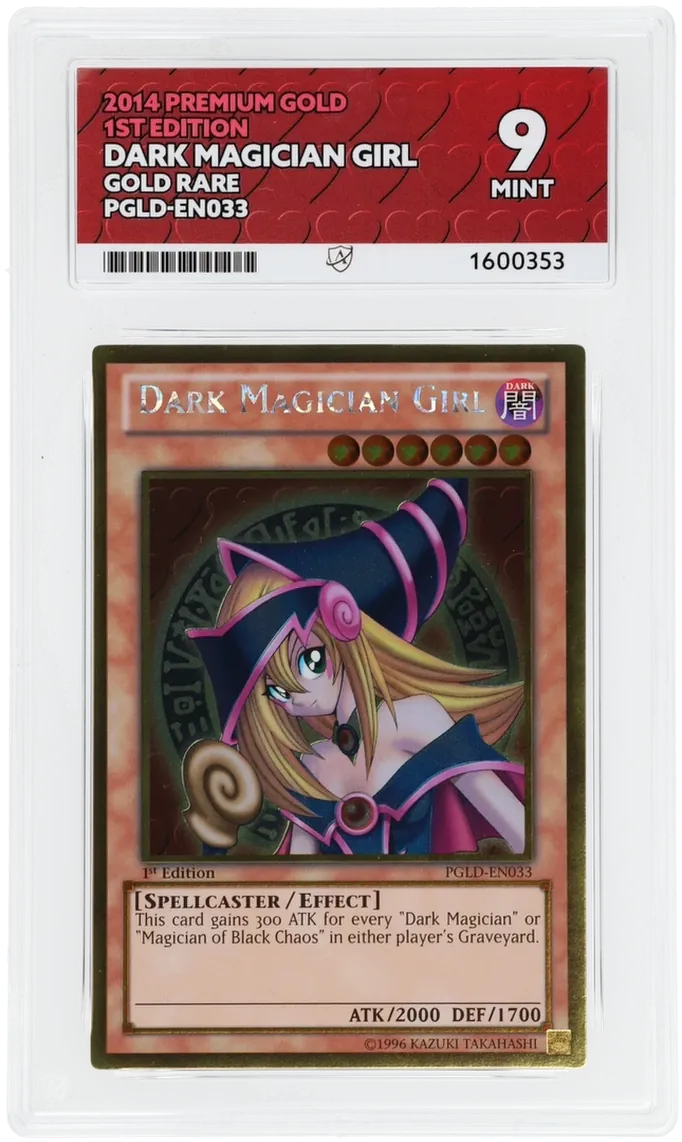 2014 PREMIUM GOLD
1ST EDITION
DARK MAGICIAN GIRL
GOLD RARE
PGLD-EN033
9
MINT
1600353
DARK MAGICIAN GIRL
DARK
闇
1st Edition
PGLD-EN033
[SPELLCASTER / EFFECT]
This card gains 300 ATK for every "Dark Magician" or
"Magician of Black Chaos" in either player's Graveyard.
ATK/2000 DEF/1700
©1996 KAZUKI TAKAHASHI